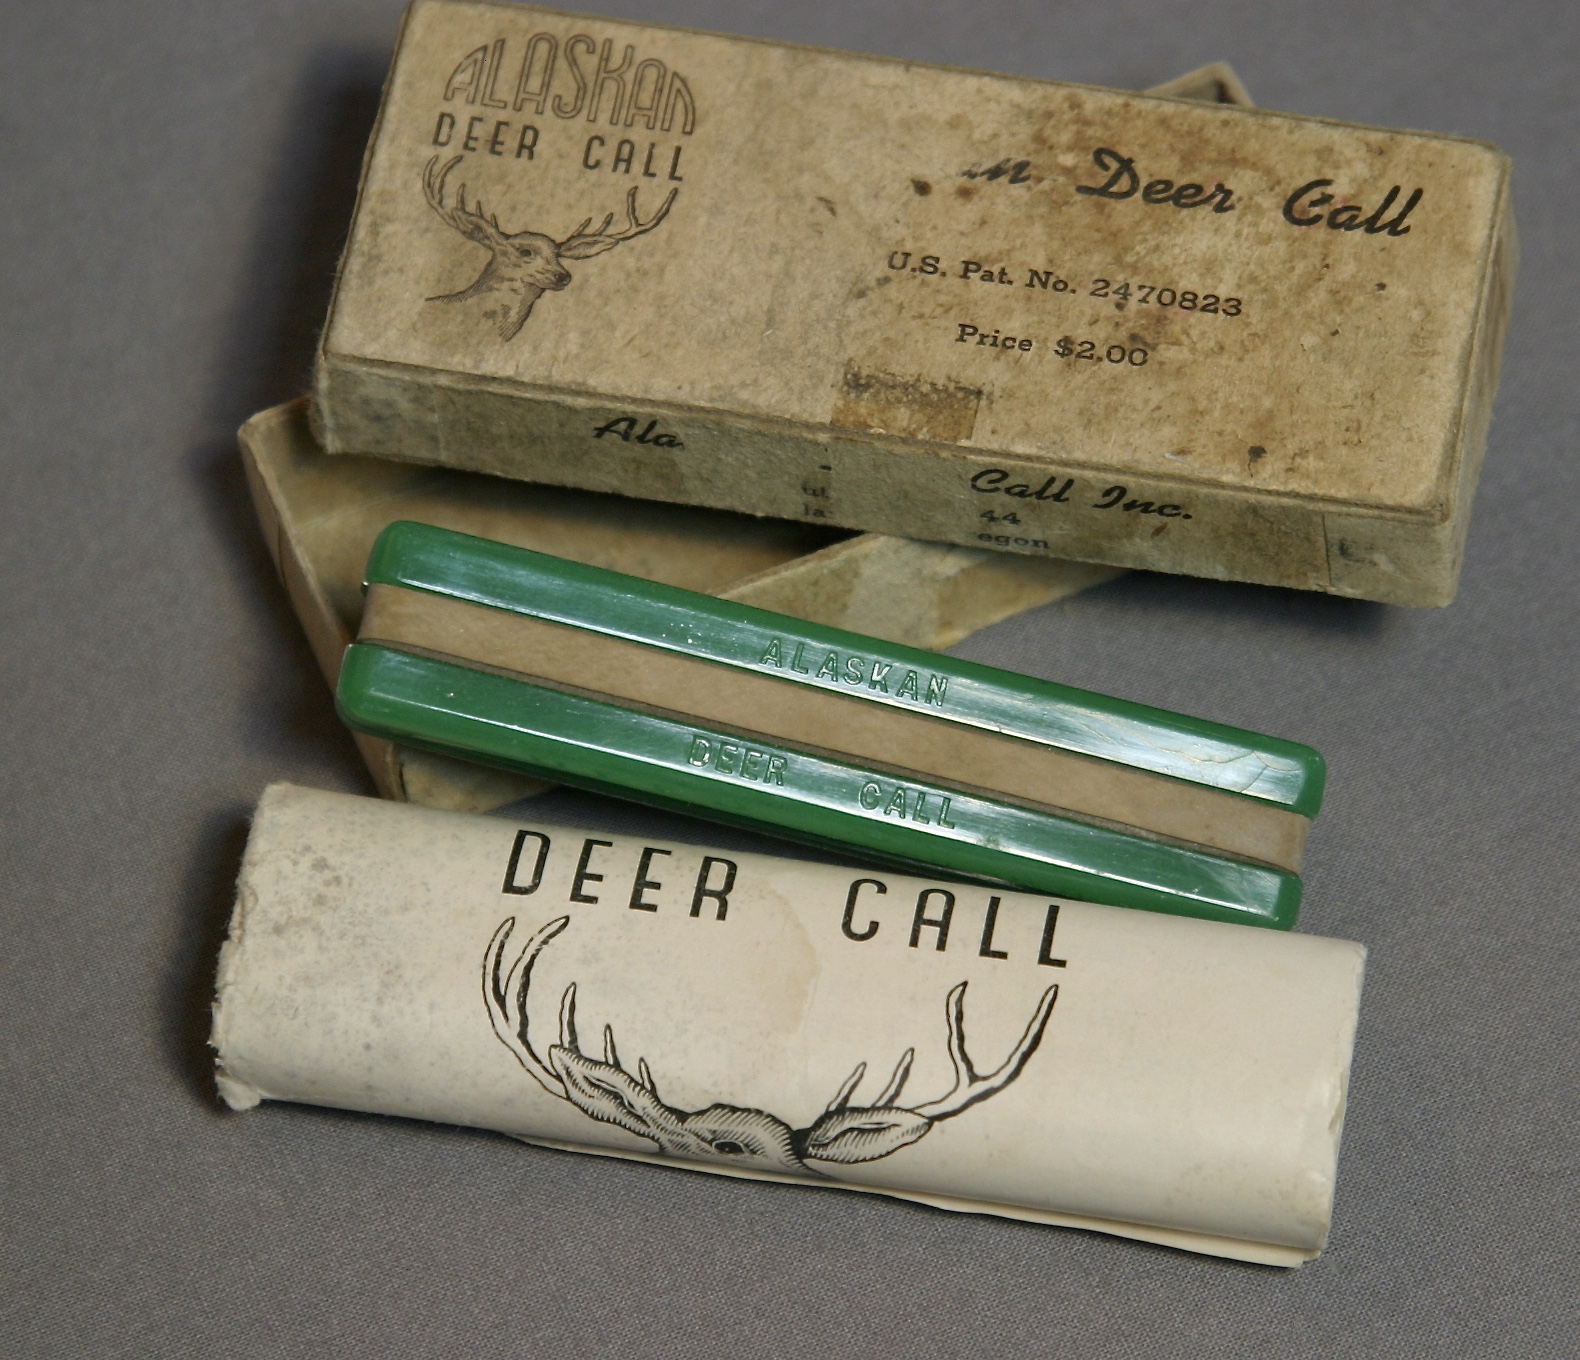 ALASKAN
DEER CALL
Deer Call
U.S. Pat. No. 2470823
Price $2.00
Ala
Call Inc.
44
egon
ALASKAN
DEER CALL
DEER CALL